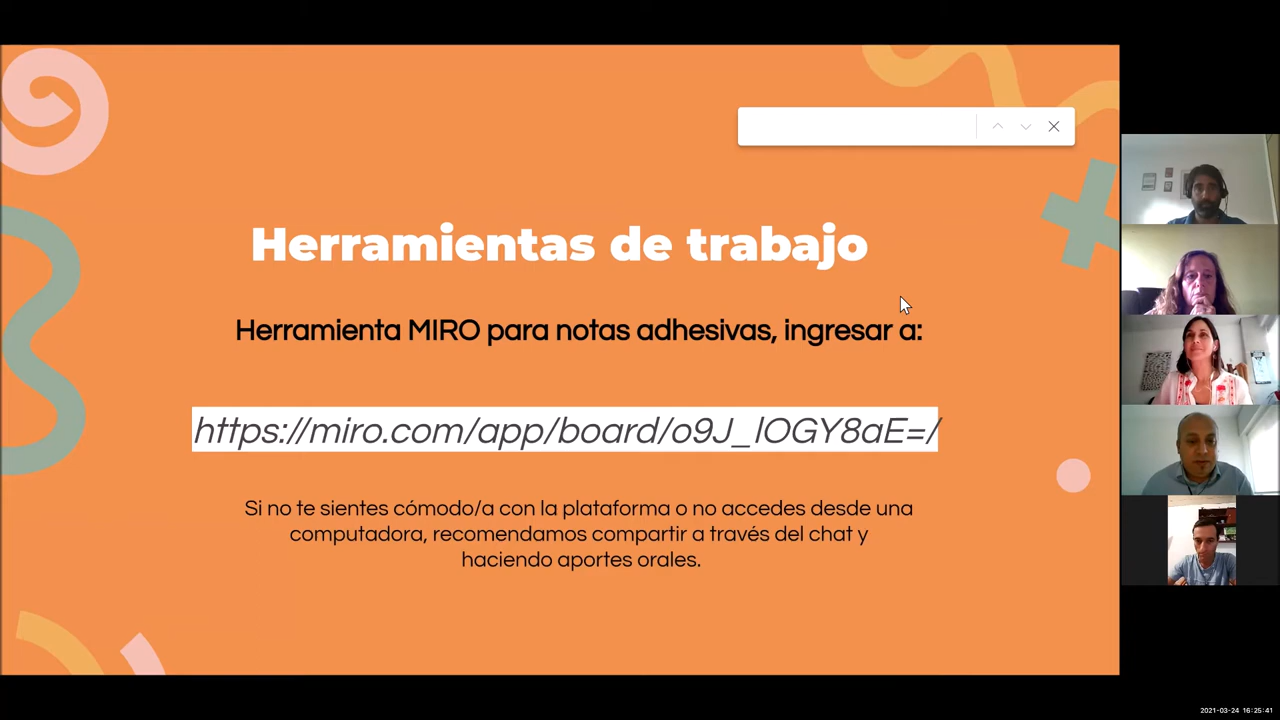 Herramientas de trabajo
Herramienta MIRO para notas adhesivas, ingresar a:
https://miro.com/app/board/o9J_lOGY8aE=/
Si no te sientes cómodo/a con la plataforma o no accedes desde una
computadora, recomendamos compartir a través del chat y
haciendo aportes orales.
2021-03-24 16:25:41